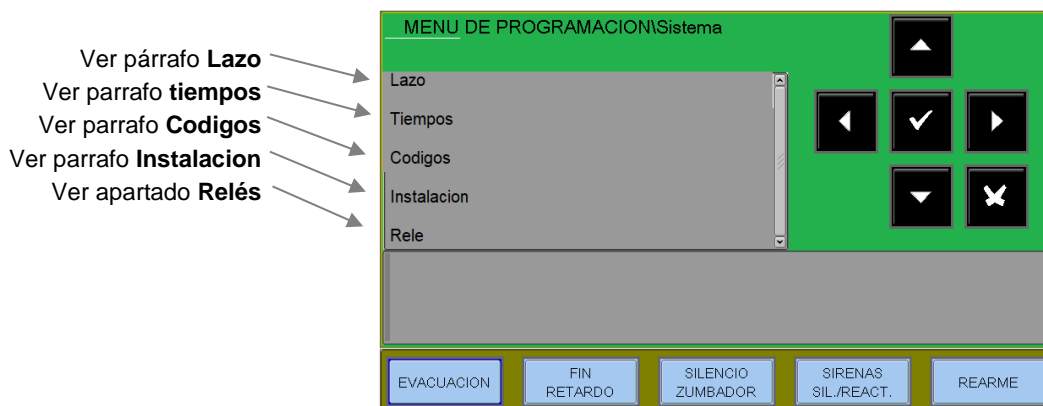 MENU DE PROGRAMACION\Sistema
Ver párrafo Lazo
Ver parrafo tiempos
Ver parrafo Codigos
Ver parrafo Instalacion
Ver apartado Relés
Lazo
Tiempos
Codigos
Instalacion
Rele
EVACUACION
FIN
RETARDO
SILENCIO
ZUMBADOR
SIRENAS
SIL./REACT.
REARME